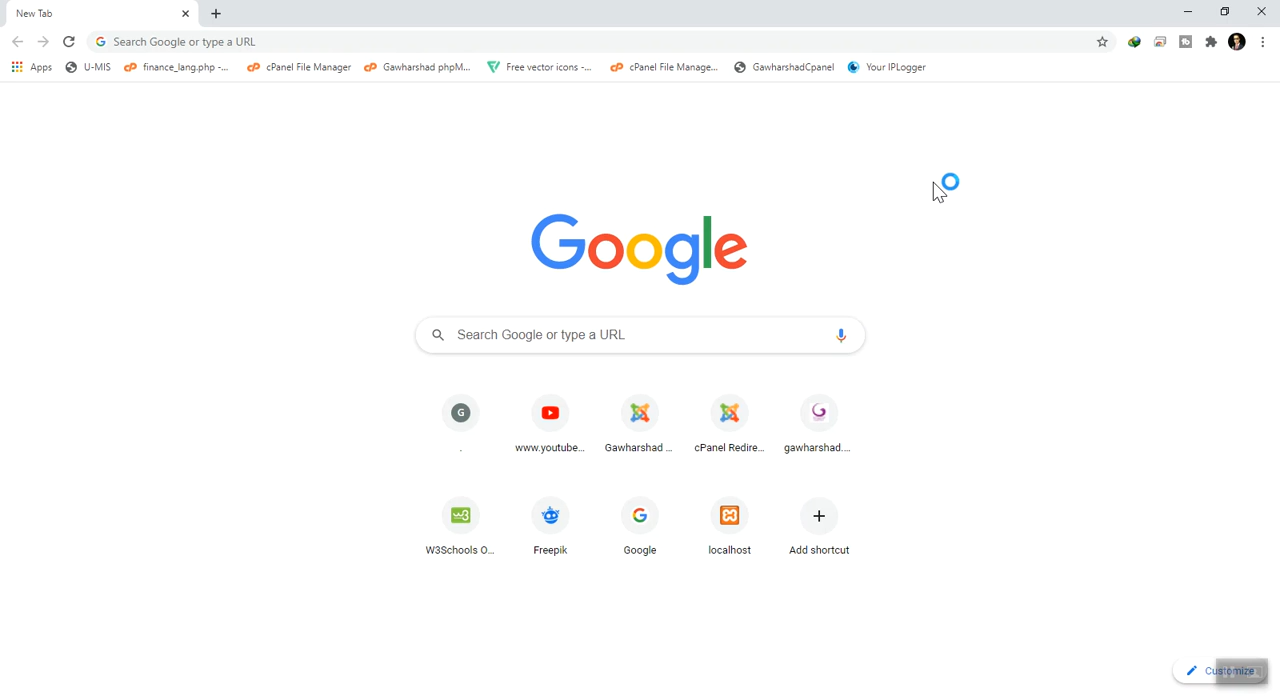 New Tab
Search Google or type a URL
Apps U-MIS finance_lang.php -... cPanel File Manager Gawharshad phpM... Free vector icons -... cPanel File Manage... GawharshadCpanel Your IPLogger
Google
Search Google or type a URL
G
. www.youtube... Gawharshad ... cPanel Redire... gawharshad....
W3Schools O... Freepik Google localhost Add shortcut
Customize